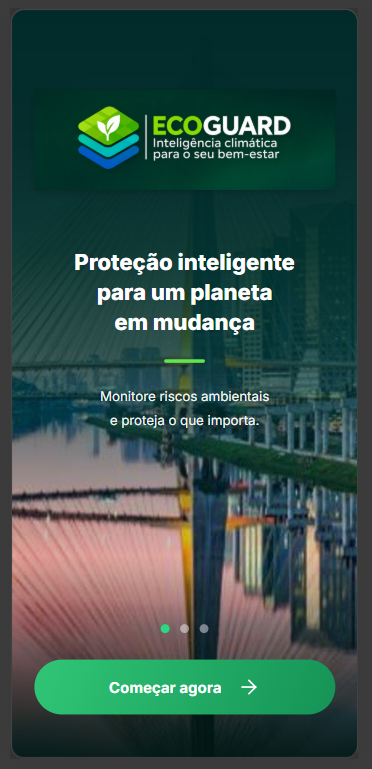 ECOGUARD
Inteligência climática
para o seu bem-estar
Proteção inteligente
para um planeta
em mudança
Monitore riscos ambientais
e proteja o que importa.
Começar agora